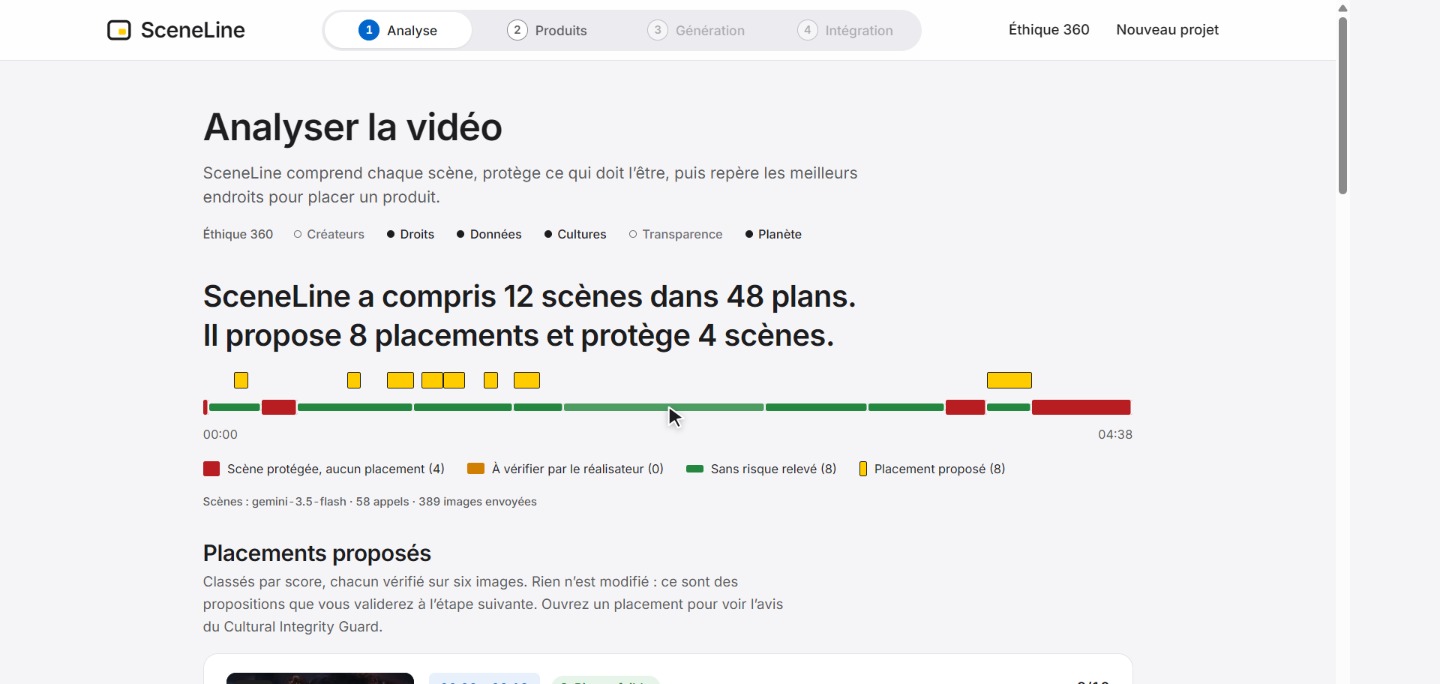 SceneLine
1 Analyse
2 Produits
3 Génération
4 Intégration
Éthique 360
Nouveau projet
Analyser la vidéo
SceneLine comprend chaque scène, protège ce qui doit l’être, puis repère les meilleurs
endroits pour placer un produit.
Éthique 360 Créateurs Droits Données Cultures Transparence Planète
SceneLine a compris 12 scènes dans 48 plans.
Il propose 8 placements et protège 4 scènes.
00:00 04:38
Scène protégée, aucun placement (4) À vérifier par le réalisateur (0) Sans risque relevé (8) Placement proposé (8)
Scènes : gemini-3.5-flash · 58 appels · 389 images envoyées
Placements proposés
Classés par score, chacun vérifié sur six images. Rien n’est modifié : ce sont des
propositions que vous validerez à l’étape suivante. Ouvrez un placement pour voir l’avis
du Cultural Integrity Guard.